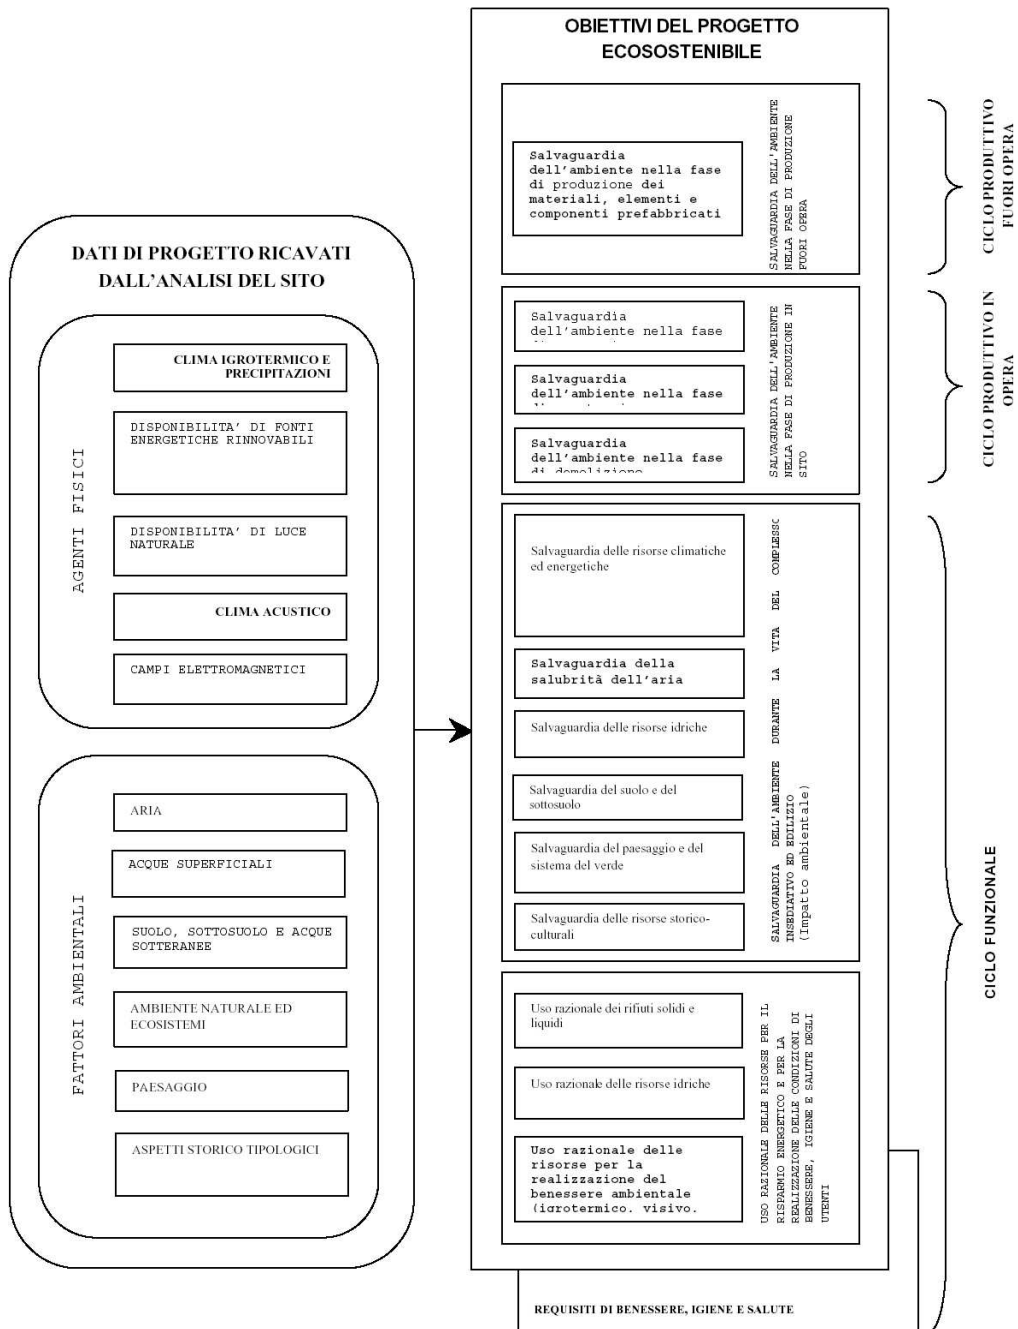 DATI DI PROGETTO RICAVATI
DALL'ANALISI DEL SITO
AGENTI FISICI
CLIMA IGROTERMICO E
PRECIPITAZIONI
DISPONIBILITA' DI FONTI
ENERGETICHE RINNOVABILI
DISPONIBILITA' DI LUCE
NATURALE
CLIMA ACUSTICO
CAMPI ELETTROMAGNETICI
FATTORI AMBIENTALI
ARIA
ACQUE SUPERFICIALI
SUOLO, SOTTOSUOLO E ACQUE
SOTTERANEE
AMBIENTE NATURALE ED
ECOSISTEMI
PAESAGGIO
ASPETTI STORICO TIPOLOGICI
OBIETTIVI DEL PROGETTO
ECOSOSTENIBILE
Salvaguardia
dell'ambiente nella fase
di produzione dei
materiali, elementi e
componenti prefabbricati
SALVAGUARDIA DELL'AMBIENTE
NELLA FASE DI PRODUZIONE
FUORI OPERA
CICLO PRODUTTIVO
FUORI OPERA
Salvaguardia
dell'ambiente nella fase
Salvaguardia
dell'ambiente nella fase
Salvaguardia
dell'ambiente nella fase
di demolizione
SALVAGUARDIA DELL'AMBIENTE
NELLA FASE DI PRODUZIONE IN
SITO
CICLO PRODUTTIVO IN
OPERA
Salvaguardia delle risorse climatiche
ed energetiche
Salvaguardia della
salubrità dell'aria
Salvaguardia delle risorse idriche
Salvaguardia del suolo e del
sottosuolo
Salvaguardia del paesaggio e del
sistema del verde
Salvaguardia delle risorse storico-
culturali
SALVAGUARDIA DELL'AMBIENTE DURANTE LA VITA DEL COMPLESSO
INSEDIATIVO ED EDILIZIO
(Impatto ambientale)
Uso razionale dei rifiuti solidi e
liquidi
Uso razionale delle risorse idriche
Uso razionale delle
risorse per la
realizzazione del
benessere ambientale
(igrotermico, visivo,
USO RAZIONALE DELLE RISORSE PER IL
RISPARMIO ENERGETICO E PER LA
REALIZZAZIONE DELLE CONDIZIONI DI
BENESSERE, IGIENE E SALUTE DEGLI
UTENTI
CICLO FUNZIONALE
REQUISITI DI BENESSERE, IGIENE E SALUTE